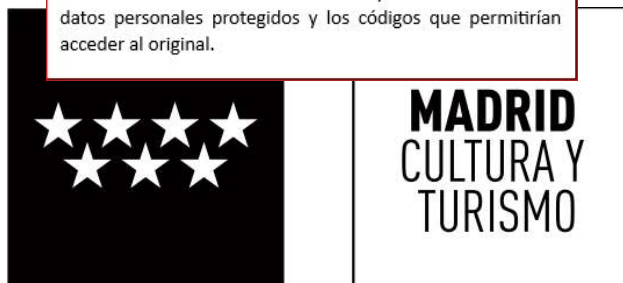 datos personales protegidos y los códigos que permitirían
acceder al original.
MADRID
CULTURA Y
TURISMO